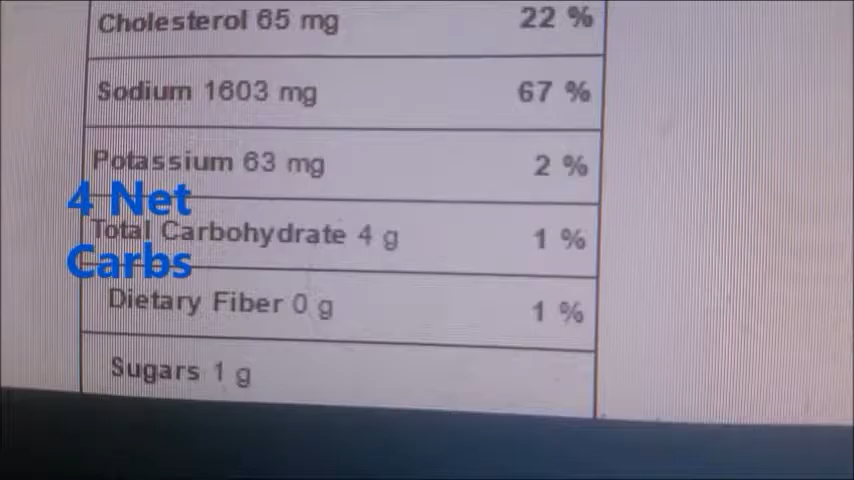 Cholesterol 65 mg 22 %
Sodium 1603 mg 67 %
Potassium 63 mg 2 %
4 Net
Total Carbohydrate 4 g 1 %
Carbs
Dietary Fiber 0 g 1 %
Sugars 1 g